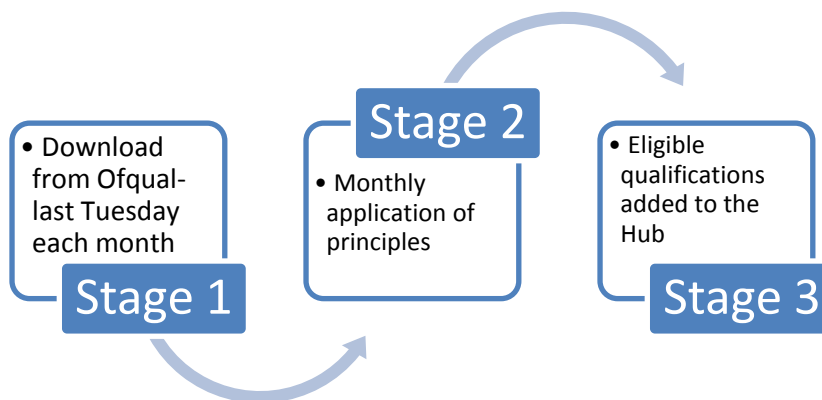 • Download
from Ofqual-
last Tuesday
each month
Stage 1
Stage 2
• Monthly
application of
principles
• Eligible
qualifications
added to the
Hub
Stage 3